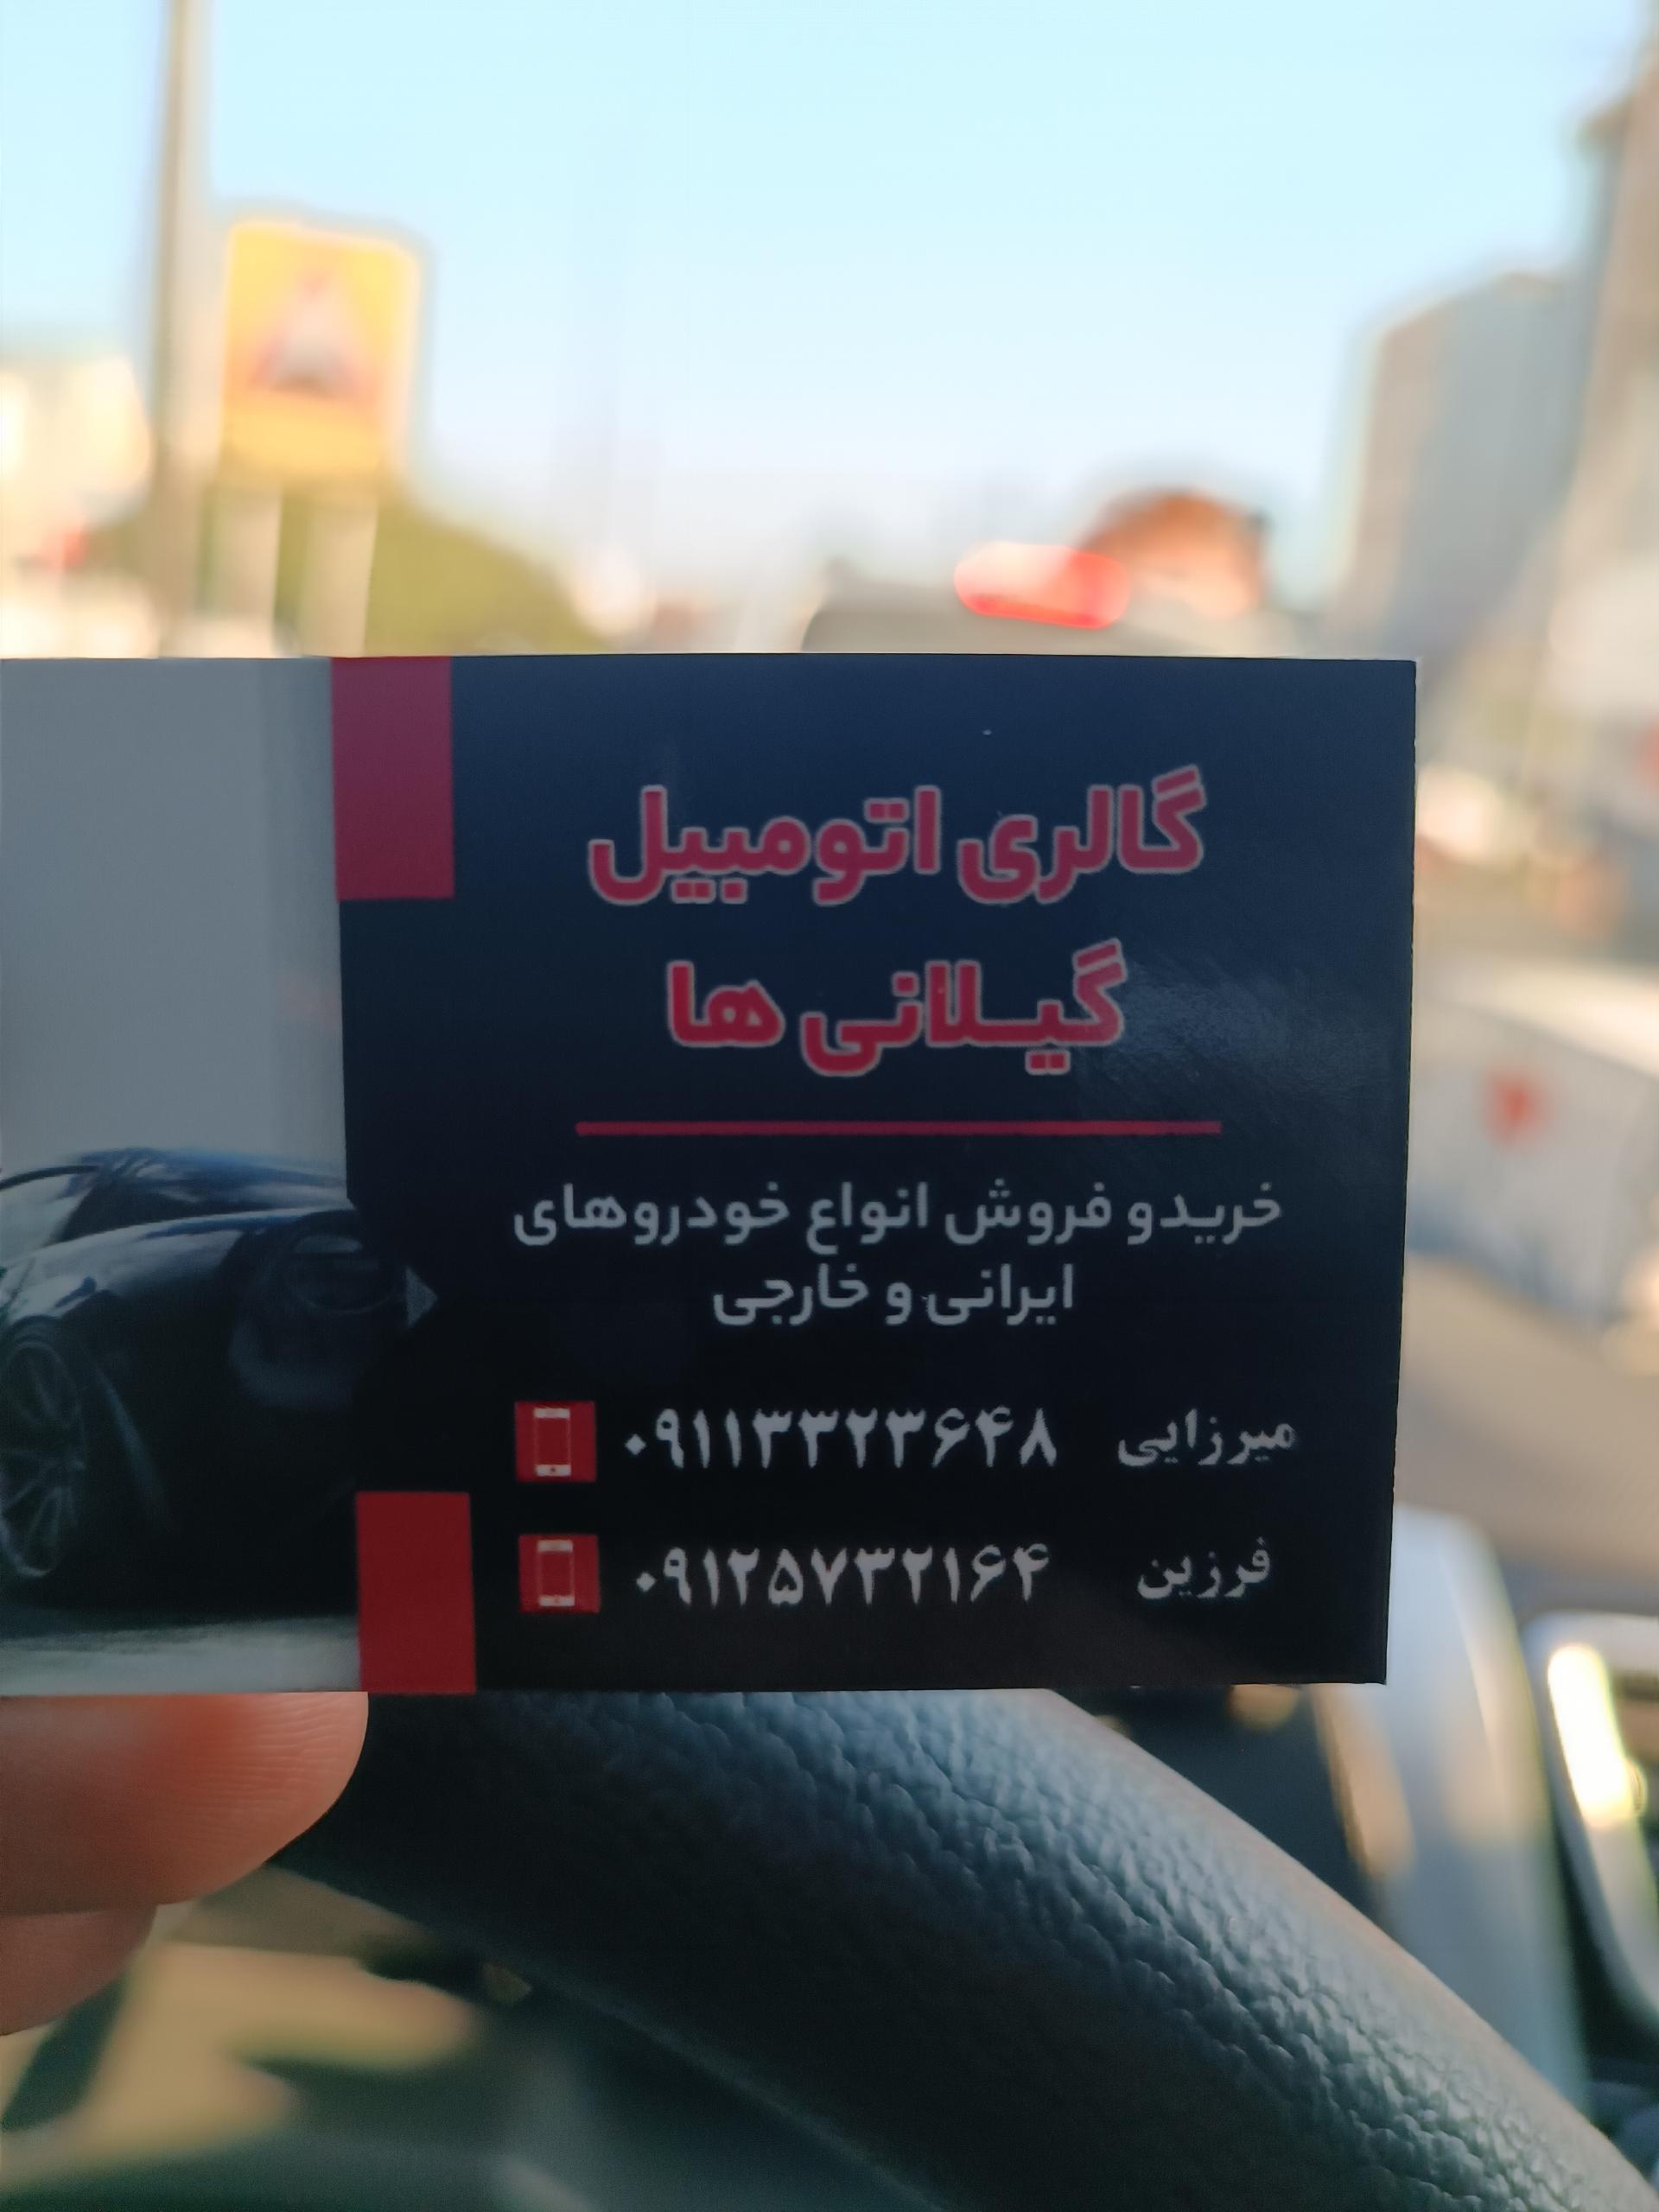 گالری اتومبیل
گیلانی ها
خریدو فروش انواع خودروهای
ایرانی و خارجی
میرزایی ۰۹۱۱۳۳۲۳۶۴۸
فرزین ۰۹۱۲۵۷۳۲۱۶۴